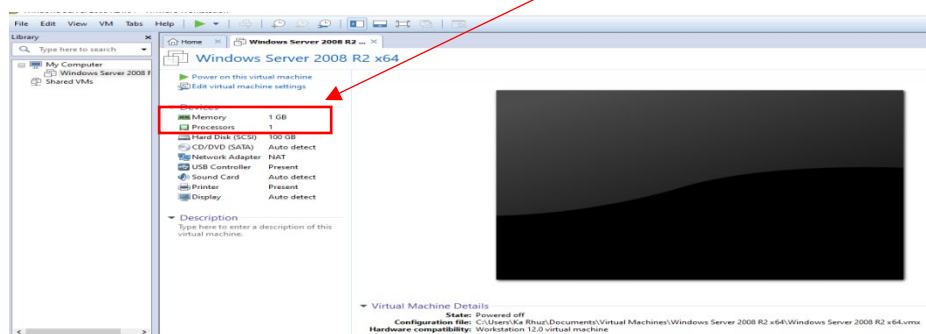 File Edit View VM Tabs Help
Library
Type here to search
My Computer
Windows Server 2008 R
Shared VMs
Home
Windows Server 2008 R2 ...
Windows Server 2008 R2 x64
Power on this virtual machine
Edit virtual machine settings
Devices
Memory 1 GB
Processors 1
Hard Disk (SCSI) 100 GB
CD/DVD (SATA) Auto detect
Network Adapter NAT
USB Controller Present
Sound Card Auto detect
Printer Present
Display Auto detect
Description
Type here to enter a description of this
virtual machine.
Virtual Machine Details
State: Powered off
Configuration file: C:\Users\Ka Rhuz\Documents\Virtual Machines\Windows Server 2008 R2 x64\Windows Server 2008 R2 x64.vmx
Hardware compatibility: Workstation 12.0 virtual machine